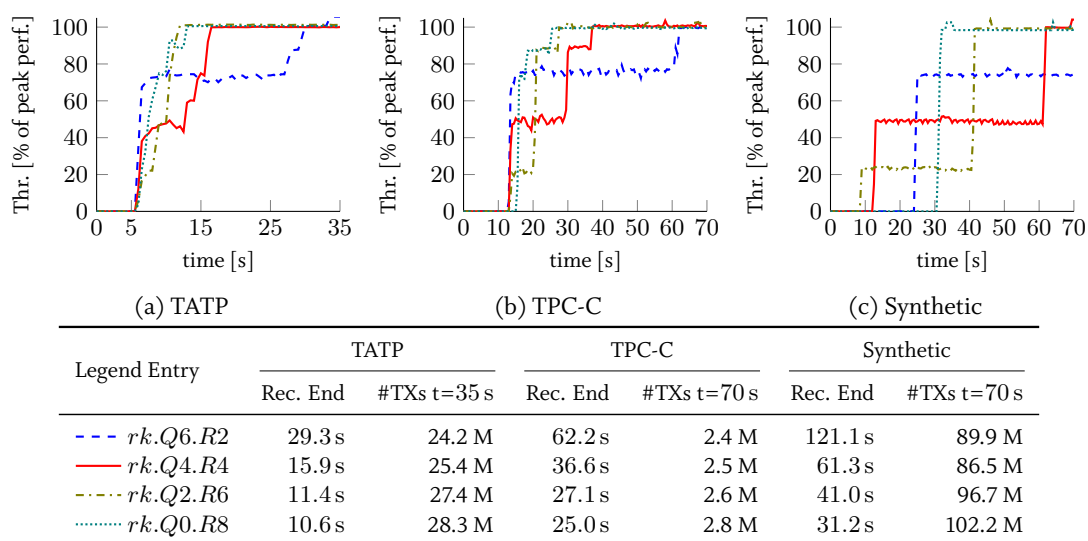 Thr. [% of peak perf.]
100
80
60
40
20
0
0 5 15 25 35
time [s]
(a) TATP
Thr. [% of peak perf.]
100
80
60
40
20
0
0 10 20 30 40 50 60 70
time [s]
(b) TPC-C
Thr. [% of peak perf.]
100
80
60
40
20
0
0 10 20 30 40 50 60 70
time [s]
(c) Synthetic
Legend Entry TATP TPC-C Synthetic
Rec. End #TXs t=35 s Rec. End #TXs t=70 s Rec. End #TXs t=70 s
rk.Q6.R2 29.3 s 24.2 M 62.2 s 2.4 M 121.1 s 89.9 M
rk.Q4.R4 15.9 s 25.4 M 36.6 s 2.5 M 61.3 s 86.5 M
rk.Q2.R6 11.4 s 27.4 M 27.1 s 2.6 M 41.0 s 96.7 M
rk.Q0.R8 10.6 s 28.3 M 25.0 s 2.8 M 31.2 s 102.2 M